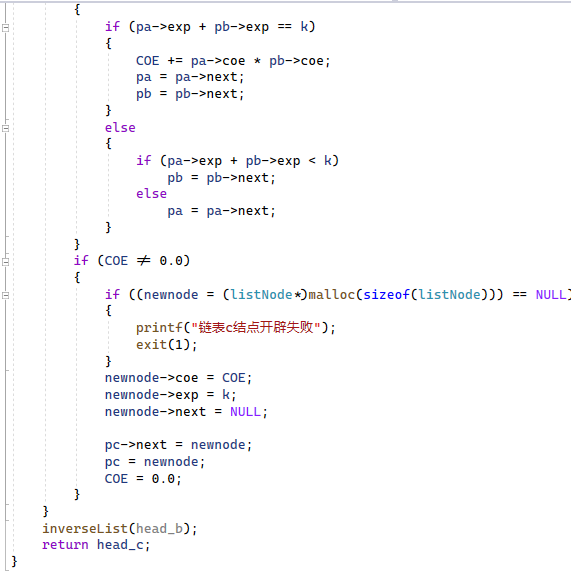 {
if (pa->exp + pb->exp == k)
{
COE += pa->coe * pb->coe;
pa = pa->next;
pb = pb->next;
}
else
{
if (pa->exp + pb->exp < k)
pb = pb->next;
else
pa = pa->next;
}
}
if (COE ≠ 0.0)
{
if ((newnode = (listNode*)malloc(sizeof(listNode))) == NULL)
{
printf("链表c结点开辟失败");
exit(1);
}
newnode->coe = COE;
newnode->exp = k;
newnode->next = NULL;
pc->next = newnode;
pc = newnode;
COE = 0.0;
}
}
inverseList(head_b);
return head_c;
}